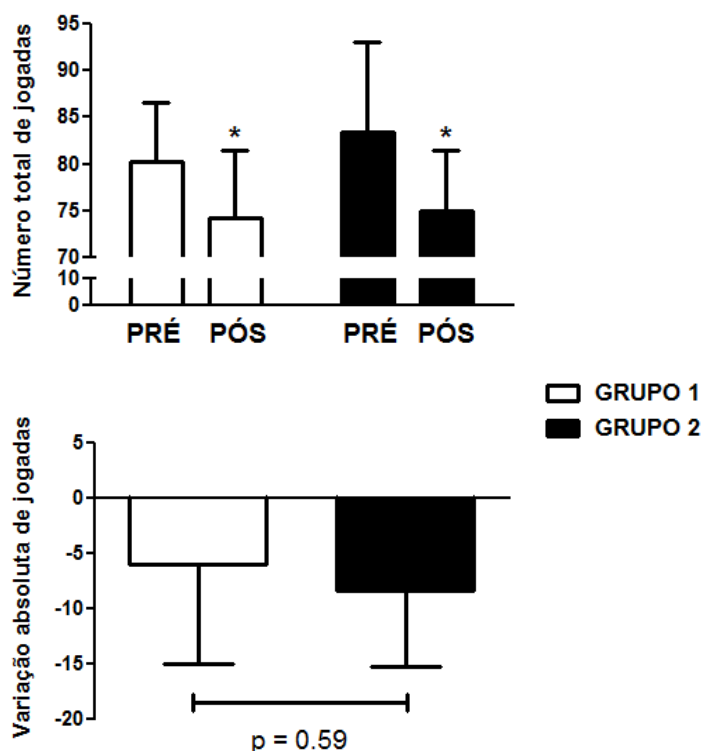 Número total de jogadas
95
90
85
80
75
70
10
0
*
*
PRÉ PÓS PRÉ PÓS
GRUPO 1
GRUPO 2
Variação absoluta de jogadas
5
0
-5
-10
-15
-20
p = 0.59